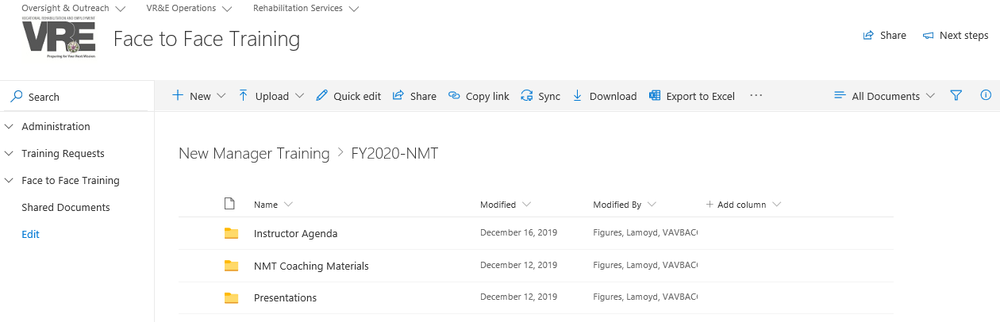 Oversight & Outreach VR&E Operations Rehabilitation Services
VOCATIONAL REHABILITATION AND EMPLOYMENT
VRE
Preparing for Your Next Mission
Face to Face Training
Share Next steps
Search
New Upload Quick edit Share Copy link Sync Download Export to Excel ... All Documents
Administration
Training Requests
Face to Face Training
Shared Documents
Edit
New Manager Training > FY2020-NMT
Name Modified Modified By + Add column
Instructor Agenda December 16, 2019 Figures, Lamoyd, VAVBAC
NMT Coaching Materials December 12, 2019 Figures, Lamoyd, VAVBAC
Presentations December 12, 2019 Figures, Lamoyd, VAVBAC